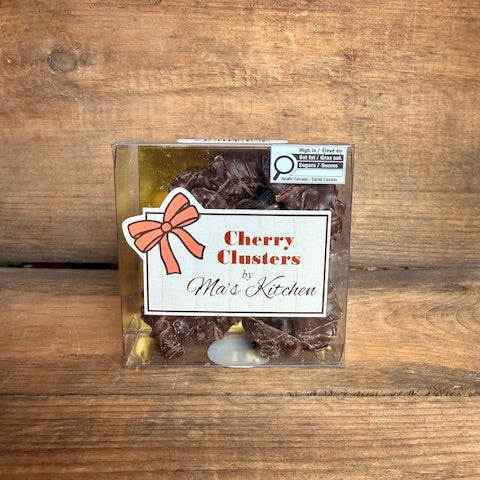 High in / Élevé en
Sat fat / Gras sat.
Sugars / Sucres
Health Canada / Santé Canada
Cherry
Clusters
by
Ma's Kitchen